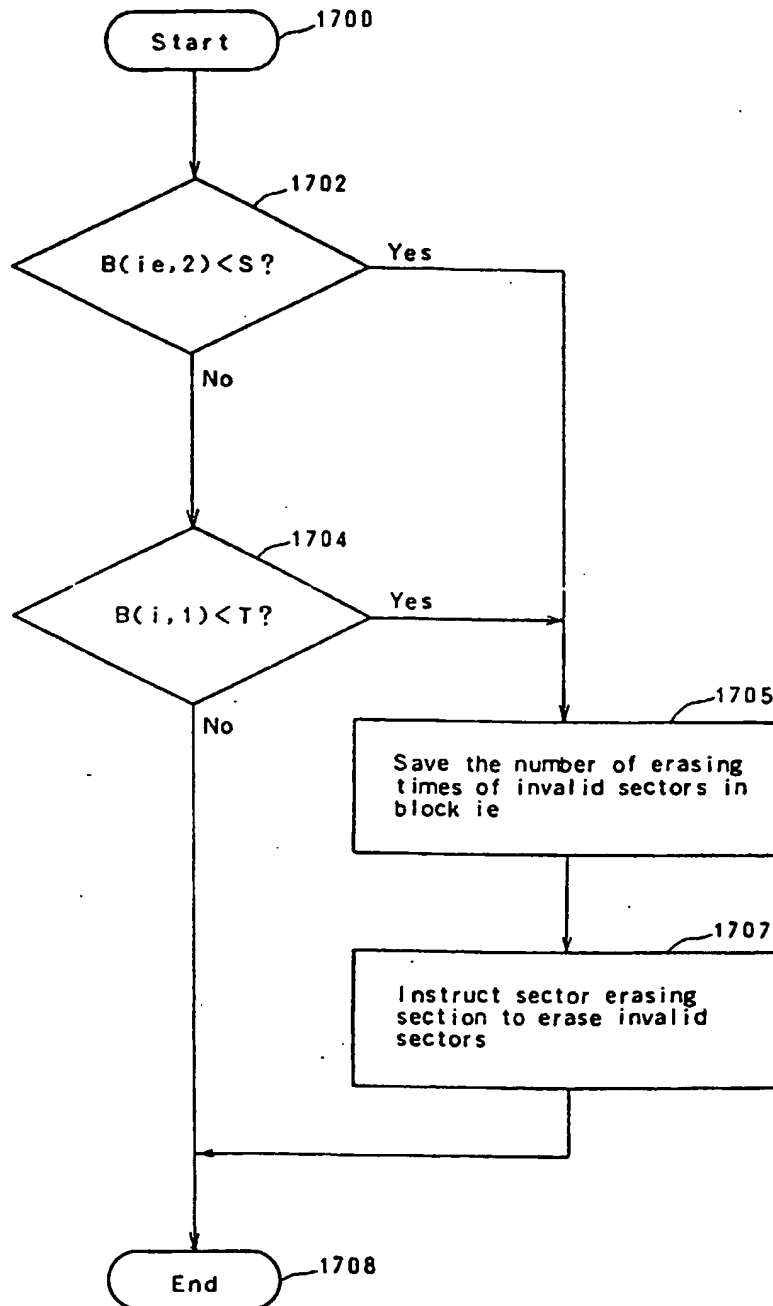 Start
1700
1702
B(ie,2)<S?
Yes
No
1704
B(i,1)<T?
Yes
No
1705
Save the number of erasing
times of invalid sectors in
block ie
1707
Instruct sector erasing
section to erase invalid
sectors
End
1708